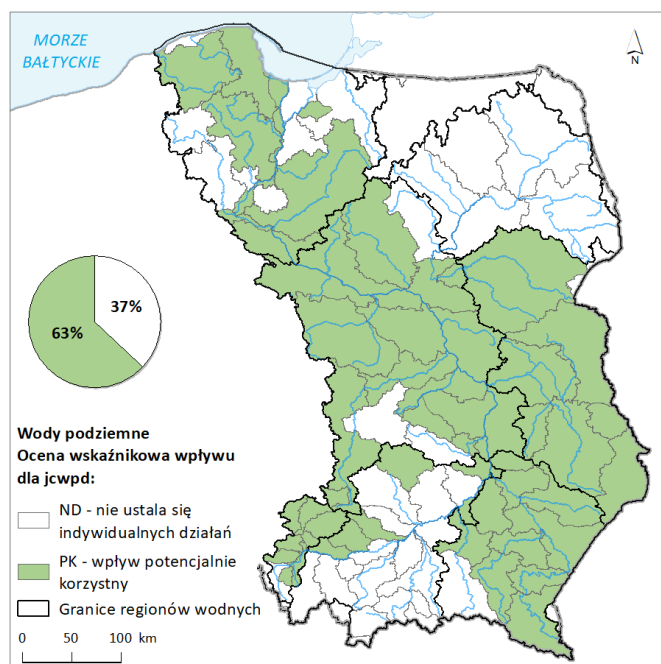 MORZE
BAŁTYCKIE
N
37%
63%
Wody podziemne
Ocena wskaźnikowa wpływu
dla jcwpd:
ND - nie ustala się
indywidualnych działań
PK - wpływ potencjalnie
korzystny
Granice regionów wodnych
0 50 100 km